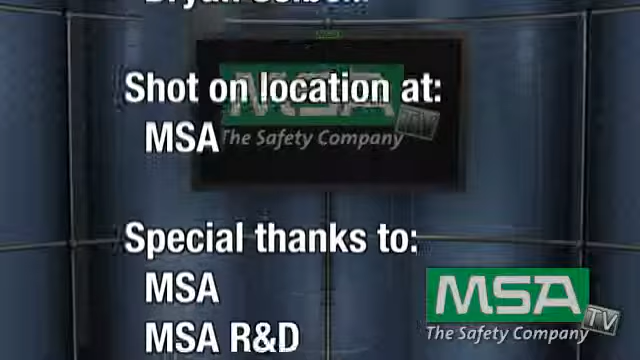 Bryan
Shot on location at:
MSA
MSA
TV
The Safety Company
Special thanks to:
MSA
MSA R&D
MSA
TV
The Safety Company